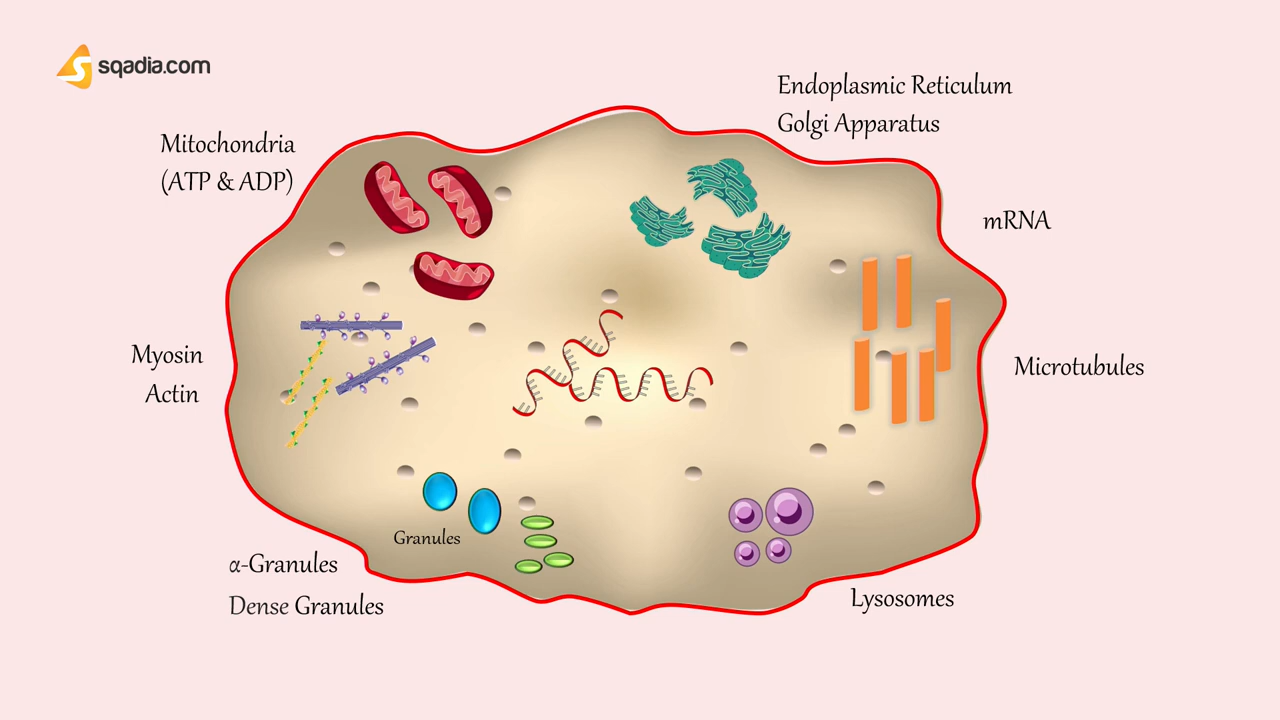 sqadia.com
Endoplasmic Reticulum
Golgi Apparatus
Mitochondria
(ATP & ADP)
mRNA
Myosin
Actin
Microtubules
Granules
α-Granules
Dense Granules
Lysosomes